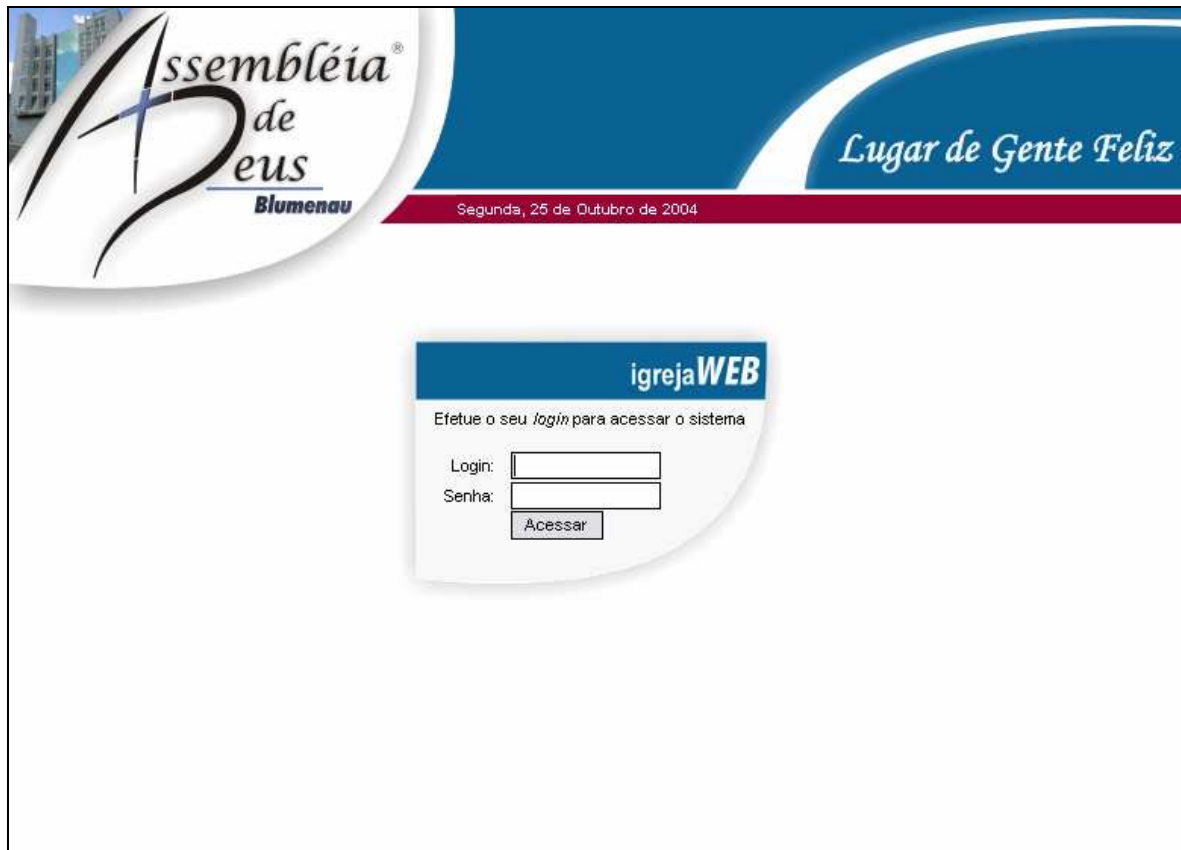 Assembléia®
de
Deus
Blumenau
Lugar de Gente Feliz
Segunda, 25 de Outubro de 2004
igrejaWEB
Efetue o seu login para acessar o sistema
Login:
Senha:
Acessar